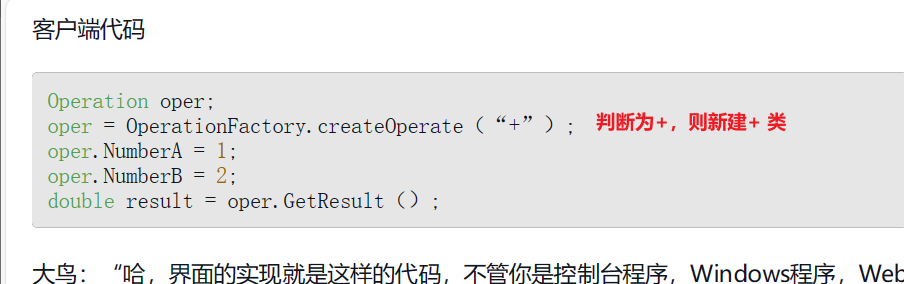 客户端代码
Operation oper;
oper = OperationFactory.createOperate（“+”）; 判断为+，则新建+ 类
oper.NumberA = 1;
oper.NumberB = 2;
double result = oper.GetResult（）;
大鸟：“哈，界面的实现就是这样的代码，不管你是控制台程序，Windows程序，Web